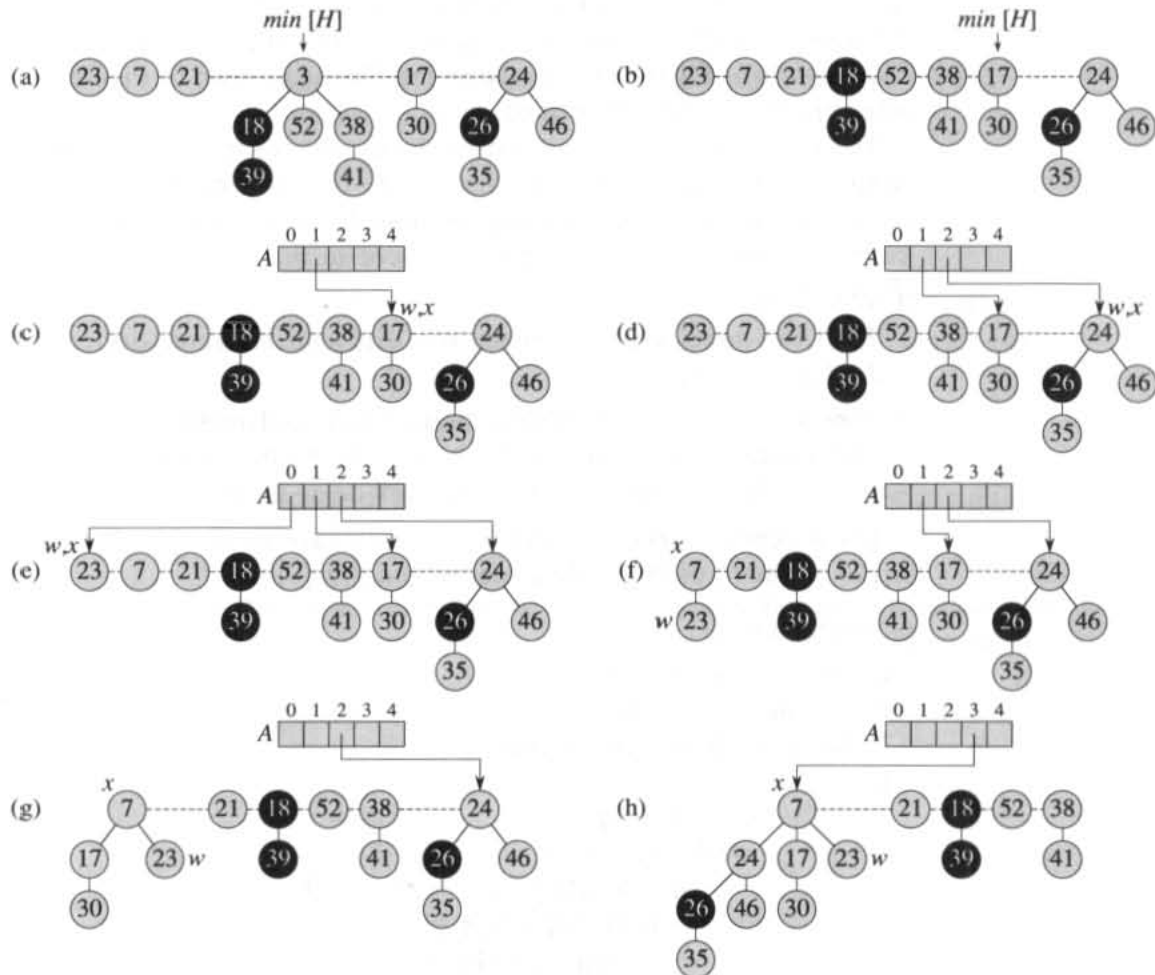 min [H] min [H]
(a) 23 7 21 3 17 24 (b) 23 7 21 18 52 38 17 24
18 52 38 30 26 46 39 41 30 26 46
39 41 35 35
0 1 2 3 4 0 1 2 3 4
A A
w,x w,x
(c) 23 7 21 18 52 38 17 24 (d) 23 7 21 18 52 38 17 24
39 41 30 26 46 39 41 30 26 46
35 35
0 1 2 3 4 0 1 2 3 4
A A
w,x x
(e) 23 7 21 18 52 38 17 24 (f) 7 21 18 52 38 17 24
39 41 30 26 46 w 23 39 41 30 26 46
35 35
0 1 2 3 4 0 1 2 3 4
A A
x x
(g) 7 21 18 52 38 24 (h) 7 21 18 52 38
17 23 w 39 41 26 46 24 17 23 w 39 41
30 35 26 46 30
35